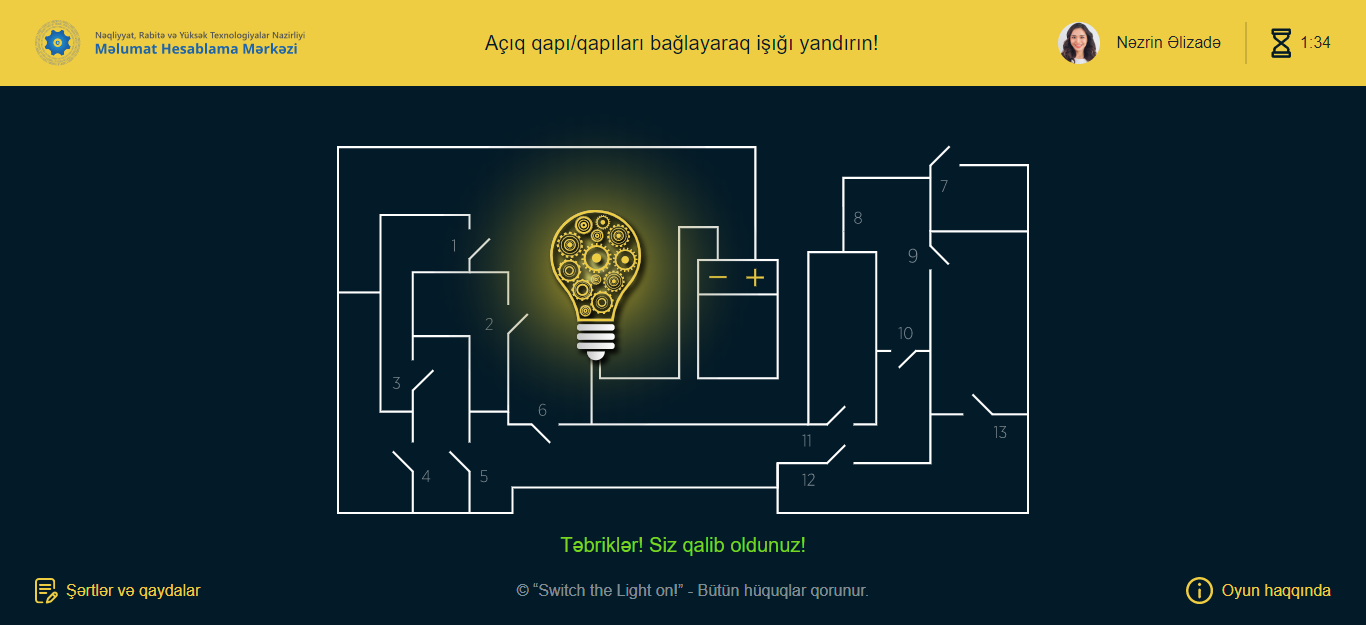 Nəqliyyat, Rabitə və Yüksək Texnologiyalar Nazirliyi
Məlumat Hesablama Mərkəzi
Açıq qapı/qapıları bağlayaraq işığı yandırın!
Nəzrin Əlizadə
1:34
7
8
1
9
2
10
3
6
13
11
4
5
12
Təbriklər! Siz qalib oldunuz!
Şərtlər və qaydalar
© “Switch the Light on!” - Bütün hüquqlar qorunur.
Oyun haqqında